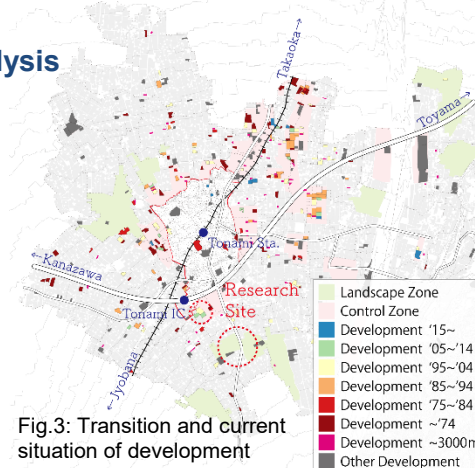 lysis
Takaoka→
Toyama→
Tonami Sta.
←Kanazawa
Tonami IC
Research
Site
←Jyobana
Landscape Zone
Control Zone
Development '15~
Development '05~'14
Development '95~'04
Development '85~'94
Development '75~'84
Development ~'74
Development ~3000m
Other Development
Fig.3: Transition and current
situation of development